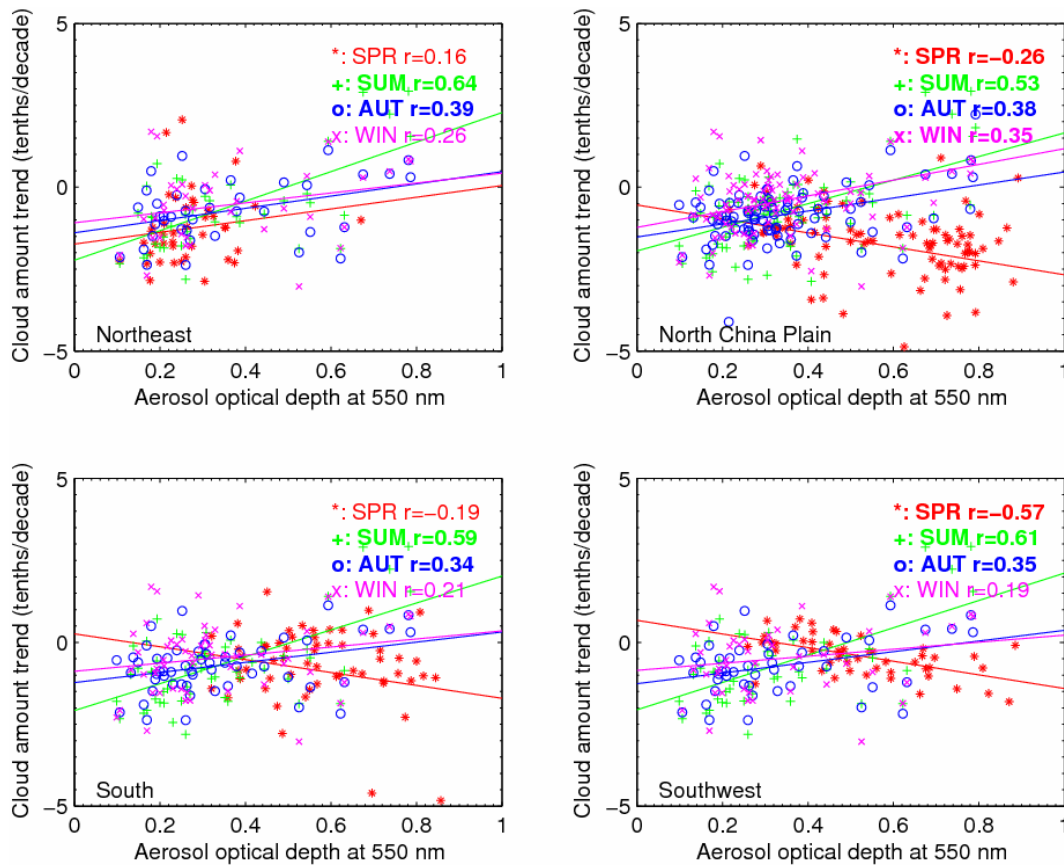 5
*: SPR r=0.16
+: SUM r=0.64
o: AUT r=0.39
x: WIN r=0.26
0
−5
Cloud amount trend (tenths/decade)
Northeast
0 0.2 0.4 0.6 0.8 1
Aerosol optical depth at 550 nm
5
*: SPR r=−0.26
+: SUM r=0.53
o: AUT r=0.38
x: WIN r=0.35
0
−5
Cloud amount trend (tenths/decade)
North China Plain
0 0.2 0.4 0.6 0.8 1
Aerosol optical depth at 550 nm
5
*: SPR r=−0.19
+: SUM r=0.59
o: AUT r=0.34
x: WIN r=0.21
0
−5
Cloud amount trend (tenths/decade)
South
0 0.2 0.4 0.6 0.8 1
Aerosol optical depth at 550 nm
5
*: SPR r=−0.57
+: SUM r=0.61
o: AUT r=0.35
x: WIN r=0.19
0
−5
Cloud amount trend (tenths/decade)
Southwest
0 0.2 0.4 0.6 0.8 1
Aerosol optical depth at 550 nm